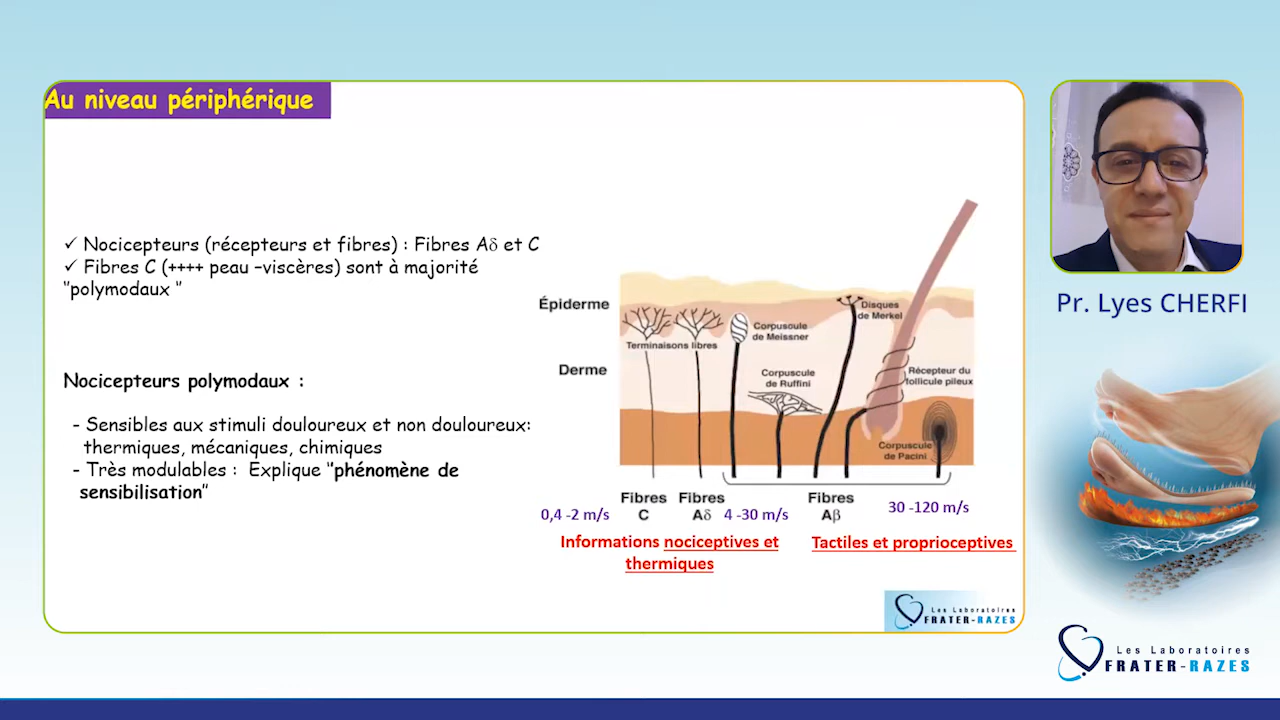 Au niveau périphérique
✓ Nocicepteurs (récepteurs et fibres) : Fibres Aδ et C
✓ Fibres C (++++ peau –viscères) sont à majorité
‘’polymodaux ‘’
Nocicepteurs polymodaux :
- Sensibles aux stimuli douloureux et non douloureux:
thermiques, mécaniques, chimiques
- Très modulables : Explique ‘’phénomène de
sensibilisation’’
Épiderme
Derme
Terminaisons libres
Corpuscule
de Meissner
Corpuscule
de Ruffini
Disques
de Merkel
Récepteur du
follicule pileux
Corpuscule
de Pacini
Fibres
C
Fibres
Aδ
Fibres
Aβ
0,4 -2 m/s
4 -30 m/s
30 -120 m/s
Informations nociceptives et
thermiques
Tactiles et proprioceptives
Les Laboratoires
FRATER-RAZES
Pr. Lyes CHERFI
Les Laboratoires
FRATER-RAZES